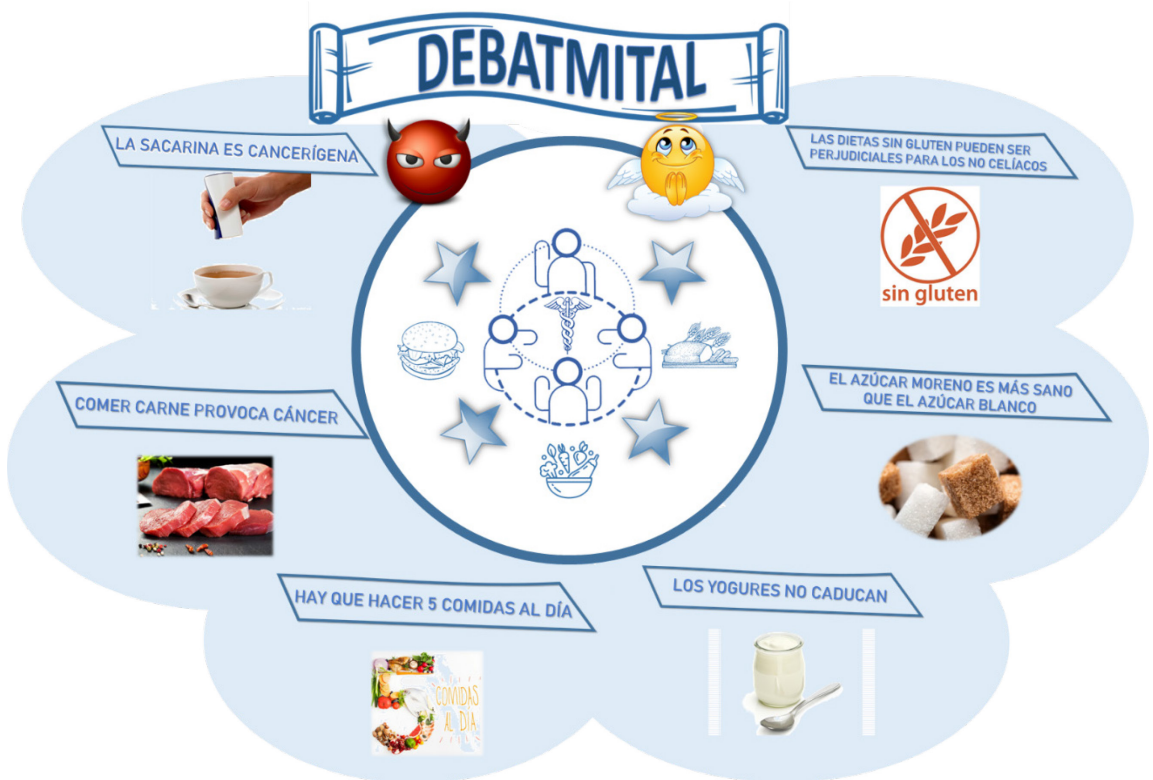 DEBATMITAL
LA SACARINA ES CANCERÍGENA
LAS DIETAS SIN GLUTEN PUEDEN SER
PERJUDICIALES PARA LOS NO CELÍACOS
sin gluten
COMER CARNE PROVOCA CÁNCER
EL AZÚCAR MORENO ES MÁS SANO
QUE EL AZÚCAR BLANCO
HAY QUE HACER 5 COMIDAS AL DÍA
5
COMIDAS
AL DÍA
LOS YOGURES NO CADUCAN